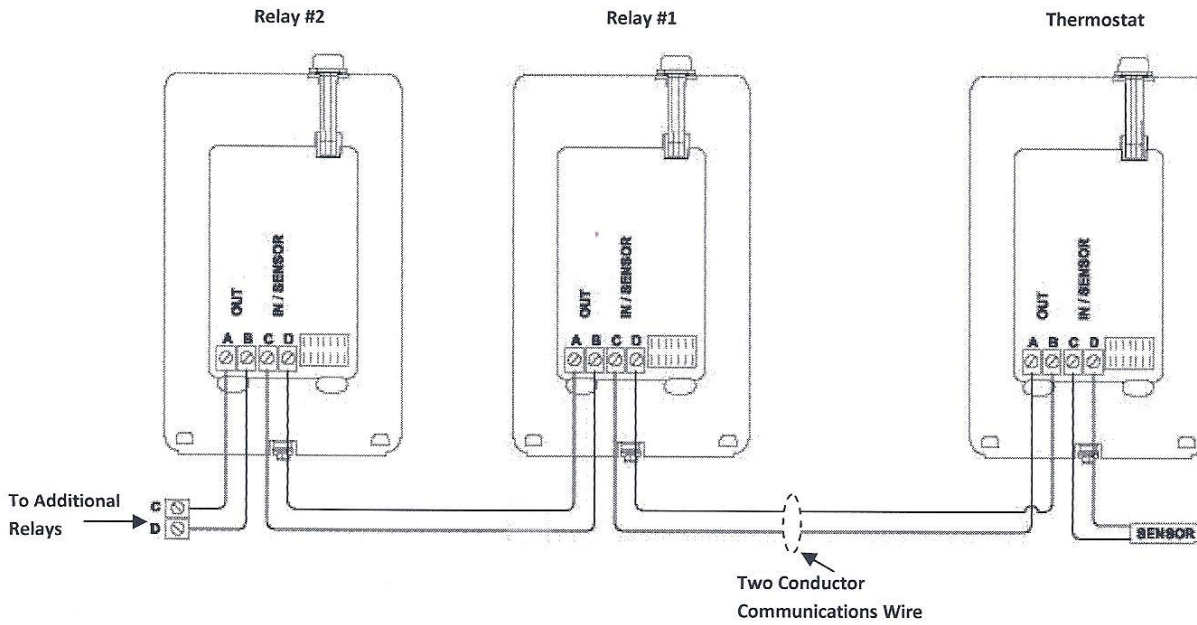 Relay #2
Relay #1
Thermostat
OUT
IN / SENSOR
A B C D
OUT
IN / SENSOR
A B C D
OUT
IN / SENSOR
A B C D
To Additional
Relays
C
D
SENSOR
Two Conductor
Communications Wire